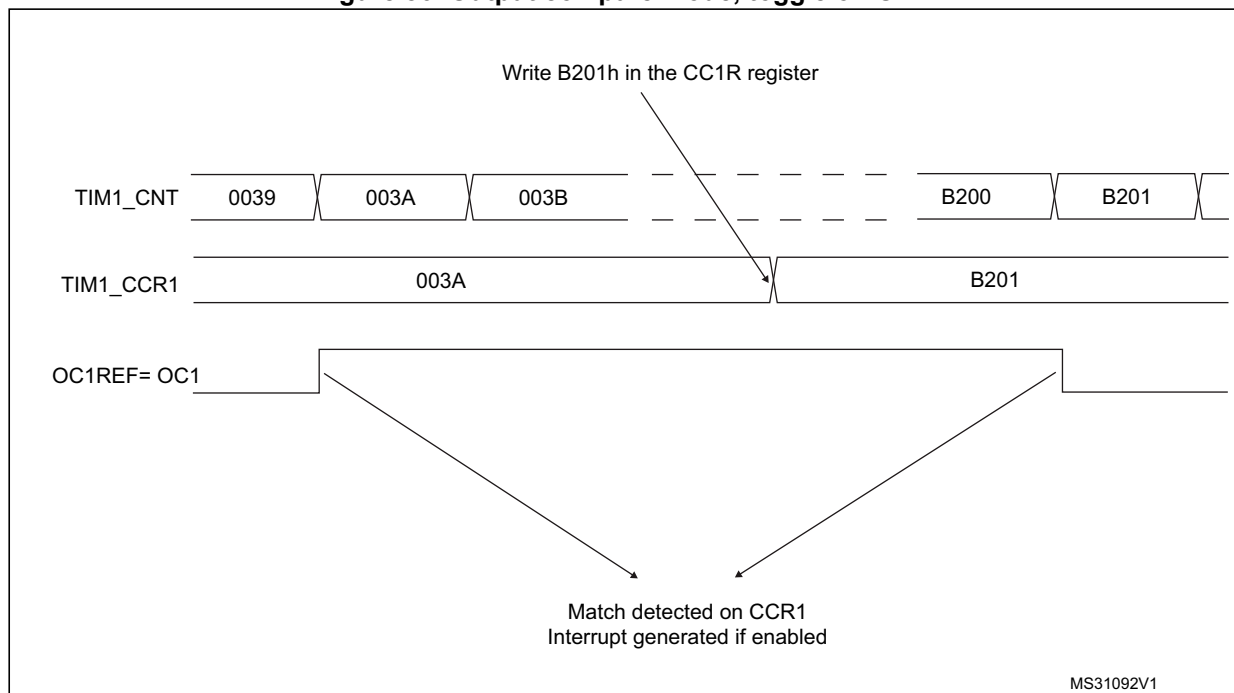 Write B201h in the CC1R register
TIM1_CNT 0039 003A 003B B200 B201
TIM1_CCR1 003A B201
OC1REF= OC1
Match detected on CCR1
Interrupt generated if enabled
MS31092V1